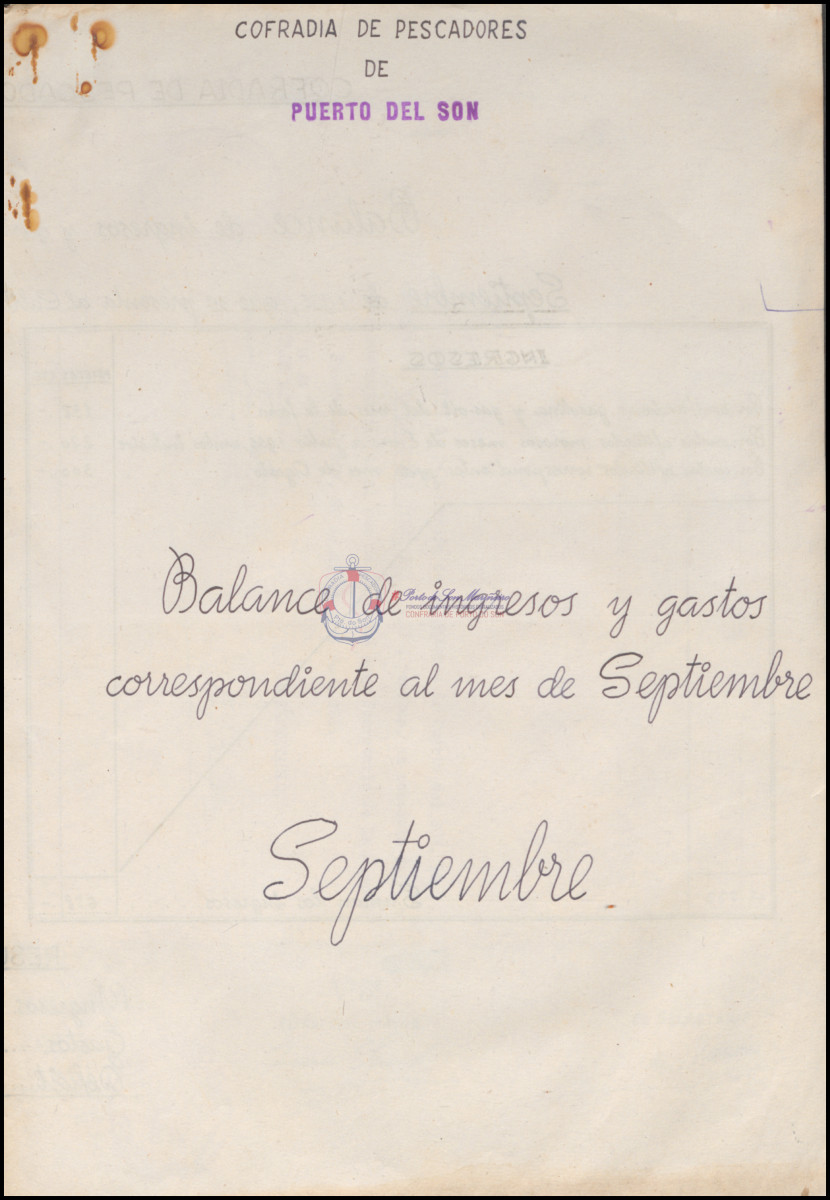 COFRADIA DE PESCADORES
DE
PUERTO DEL SON
Balance de ingresos y gastos
correspondiente al mes de Septiembre
Septiembre